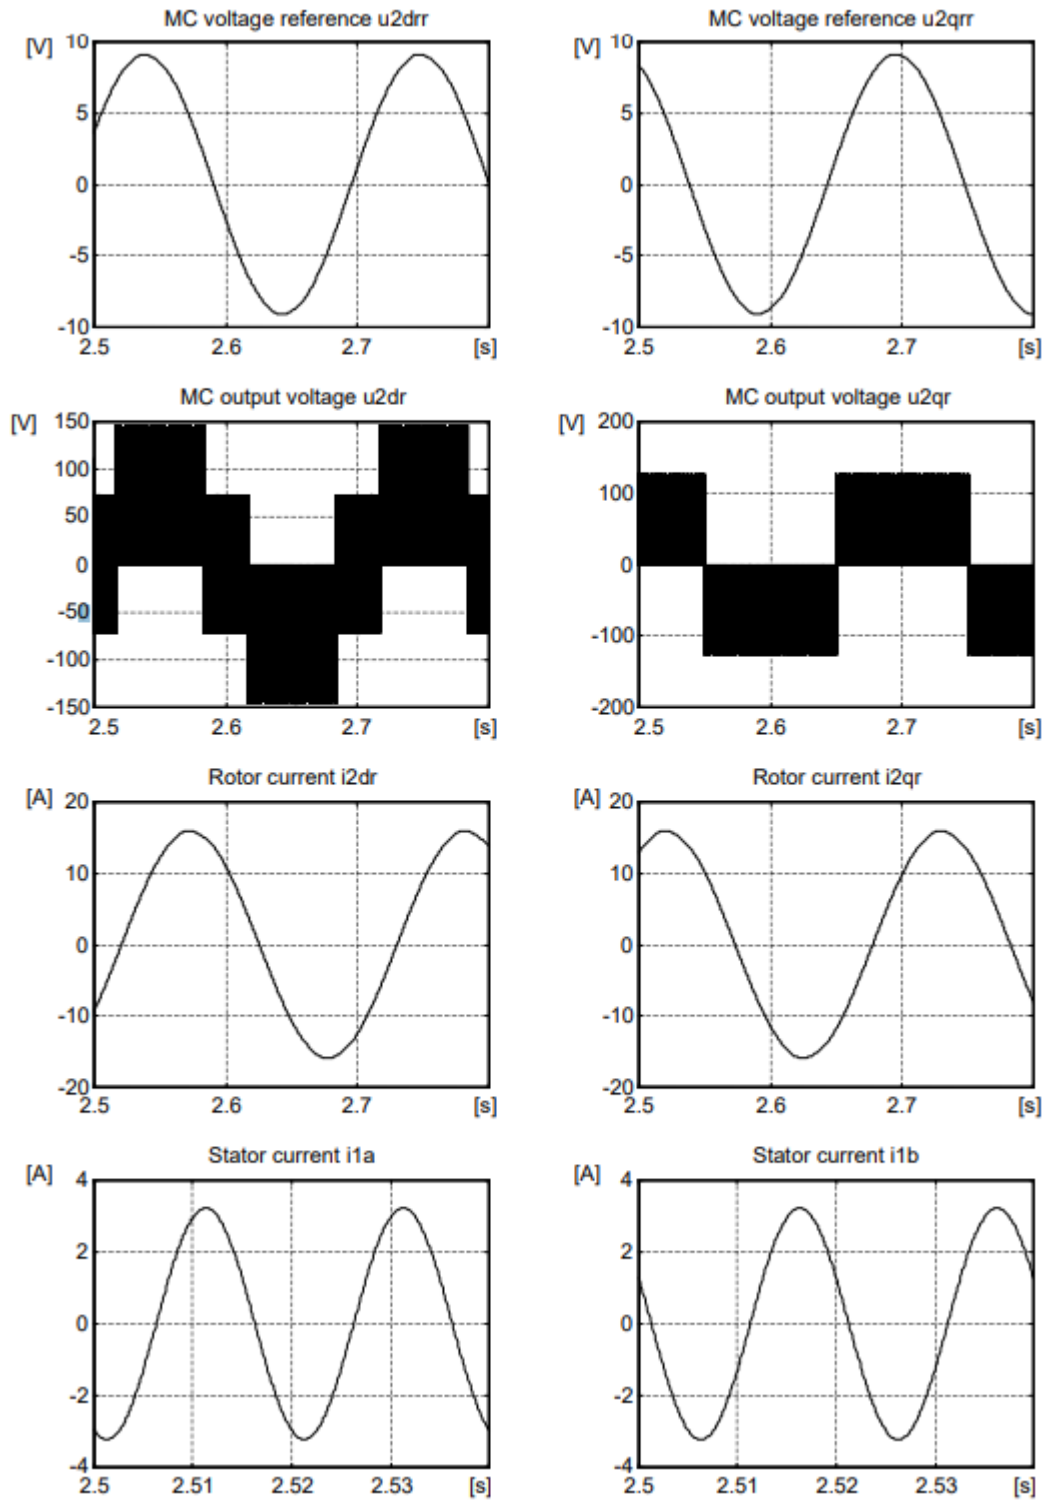 MC voltage reference u2drr
[V]
10
5
0
-5
-10
2.5 2.6 2.7 [s]
MC voltage reference u2qrr
[V]
10
5
0
-5
-10
2.5 2.6 2.7 [s]
MC output voltage u2dr
[V]
150
100
50
0
-50
-100
-150
2.5 2.6 2.7 [s]
MC output voltage u2qr
[V]
200
100
0
-100
-200
2.5 2.6 2.7 [s]
Rotor current i2dr
[A]
20
10
0
-10
-20
2.5 2.6 2.7 [s]
Rotor current i2qr
[A]
20
10
0
-10
-20
2.5 2.6 2.7 [s]
Stator current i1a
[A]
4
2
0
-2
-4
2.5 2.51 2.52 2.53 [s]
Stator current i1b
[A]
4
2
0
-2
-4
2.5 2.51 2.52 2.53 [s]